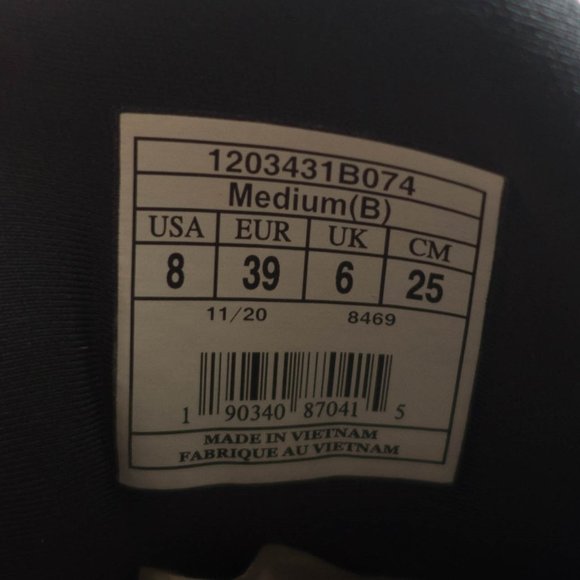 1203431B074
Medium(B)
USA EUR UK CM
8 39 6 25
11/20 8469
1 90340 87041 5
MADE IN VIETNAM
FABRIQUE AU VIETNAM